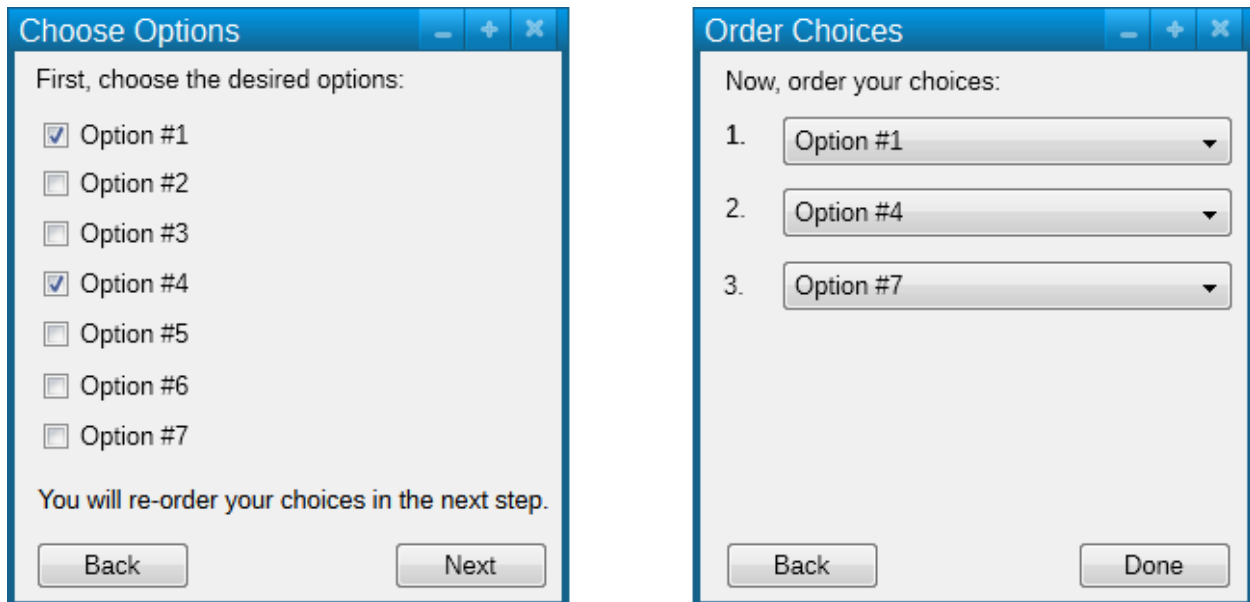 Choose Options
First, choose the desired options:
Option #1
Option #2
Option #3
Option #4
Option #5
Option #6
Option #7
You will re-order your choices in the next step.
Back
Next
Order Choices
Now, order your choices:
1. Option #1
2. Option #4
3. Option #7
Back
Done